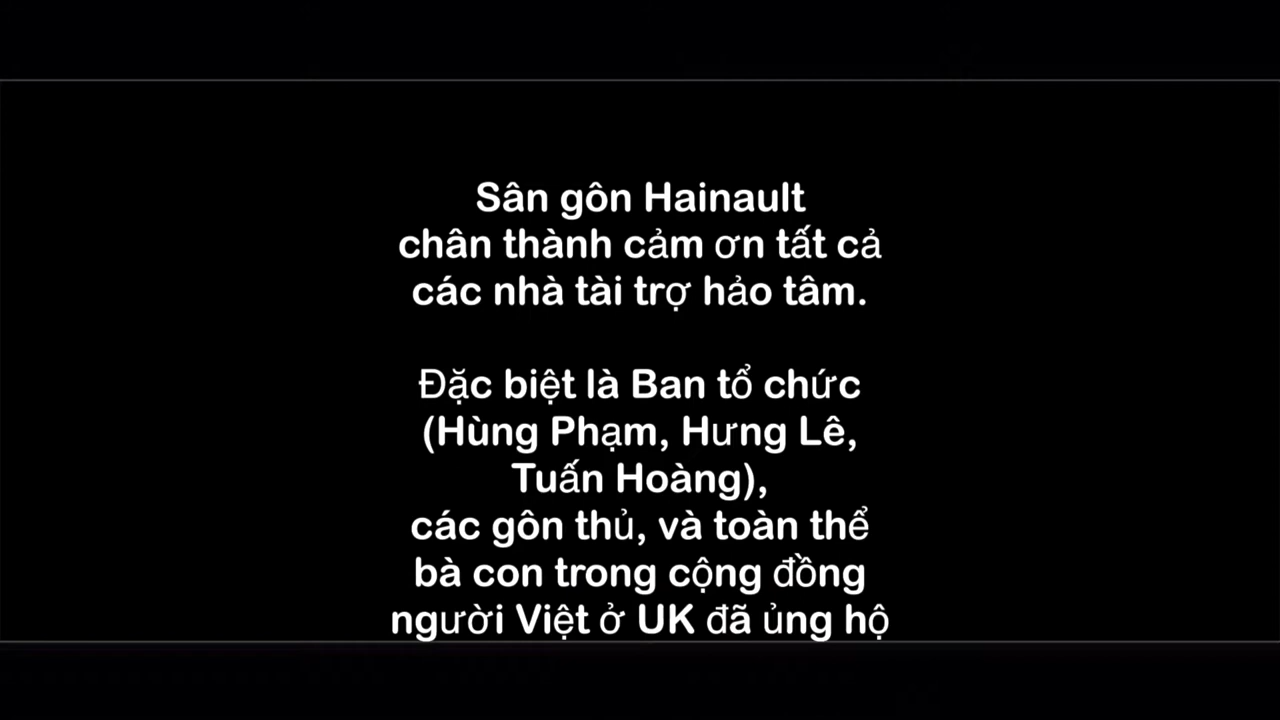 Sân gôn Hainault
chân thành cảm ơn tất cả
các nhà tài trợ hảo tâm.
Đặc biệt là Ban tổ chức
(Hùng Phạm, Hưng Lê,
Tuấn Hoàng),
các gôn thủ, và toàn thể
bà con trong cộng đồng
người Việt ở UK đã ủng hộ